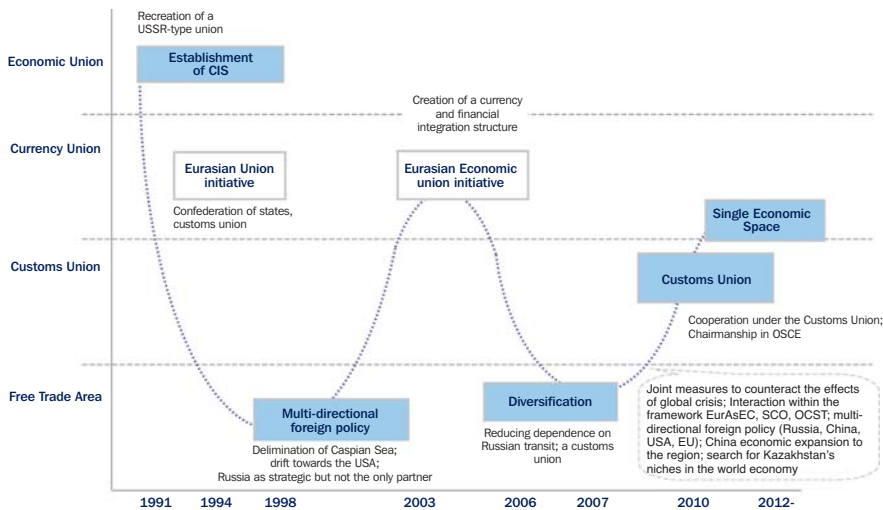 Recreation of a
USSR-type union
Economic Union
Establishment
of CIS
Creation of a currency
and financial
integration structure
Currency Union
Eurasian Union
initiative
Confederation of states,
customs union
Eurasian Economic
union initiative
Single Economic
Space
Customs Union
Customs Union
Cooperation under the Customs Union;
Chairmanship in OSCE
Free Trade Area
Multi-directional
foreign policy
Delimination of Caspian Sea;
drift towards the USA;
Russia as strategic but not the only partner
Diversification
Reducing dependence on
Russian transit; a customs
union
Joint measures to counteract the effects
of global crisis; Interaction within the
framework EurAsEC, SCO, OCST; multi-
directional foreign policy (Russia, China,
USA, EU); China economic expansion to
the region; search for Kazakhstan's
niches in the world economy
1991 1994 1998 2003 2006 2007 2010 2012-